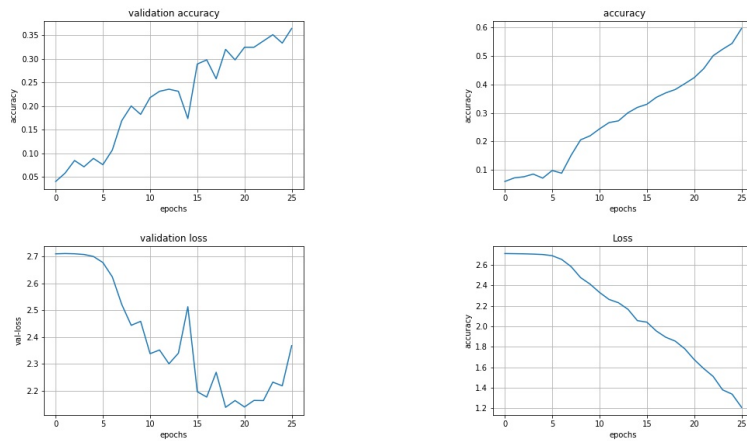 validation accuracy
accuracy
0.35
0.30
0.25
0.20
0.15
0.10
0.05
0 5 10 15 20 25
epochs
accuracy
accuracy
0.6
0.5
0.4
0.3
0.2
0.1
0 5 10 15 20 25
epochs
validation loss
val-loss
2.7
2.6
2.5
2.4
2.3
2.2
0 5 10 15 20 25
epochs
Loss
accuracy
2.6
2.4
2.2
2.0
1.8
1.6
1.4
1.2
0 5 10 15 20 25
epochs